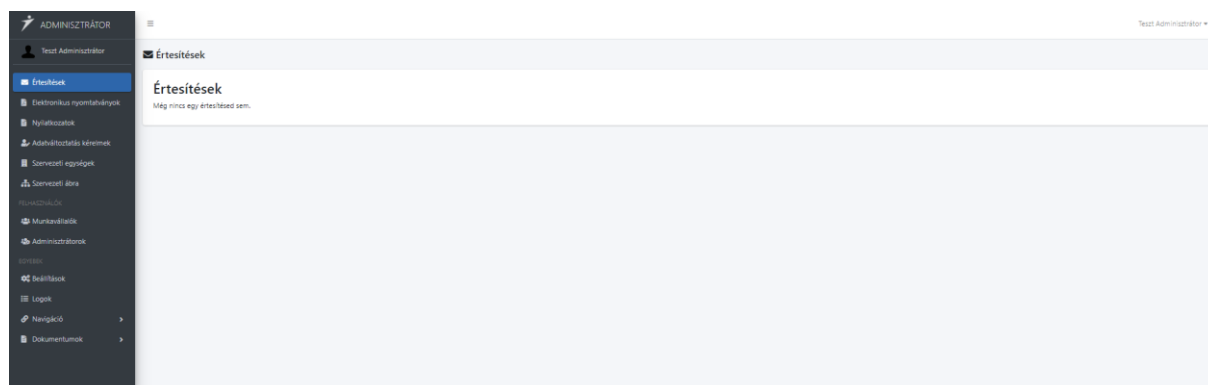 ADMINISZTRÁTOR
Teszt Adminisztrátor
Teszt Adminisztrátor
Értesítések
Értesítések
Elektronikus nyomtatványok
Nyilatkozatok
Adatváltoztatás kérelmek
Szervezeti egységek
Szervezeti ábra
FELHASZNÁLÓK
Munkavállalók
Adminisztrátorok
EGYEBEK
Beállítások
Logok
Navigáció
Dokumentumok
Értesítések
Még nincs egy értesítésed sem.